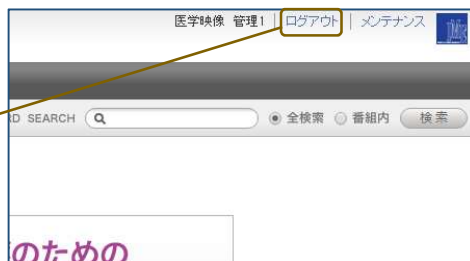 医学映像 管理1 | ログアウト | メンテナンス
RD SEARCH 全検索 番組内 検索
のための